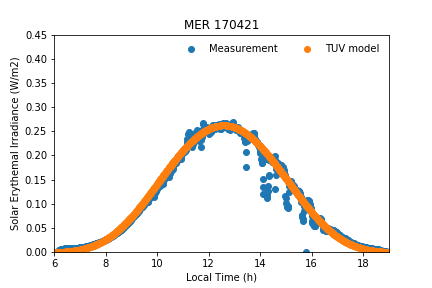 MER 170421
Measurement
TUV model
Solar Erythemal Irradiance (W/m2)
0.45
0.40
0.35
0.30
0.25
0.20
0.15
0.10
0.05
0.00
6 8 10 12 14 16 18
Local Time (h)